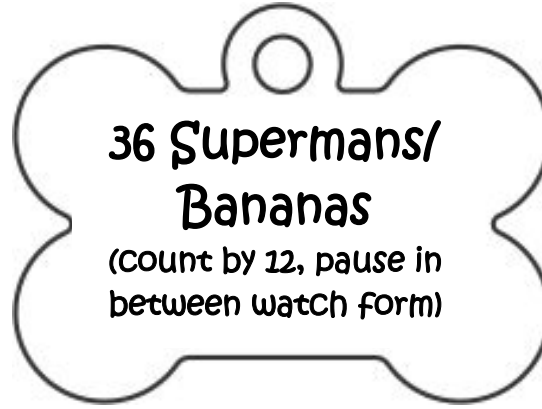 36 Supermans/
Bananas
(count by 12, pause in
between watch form)